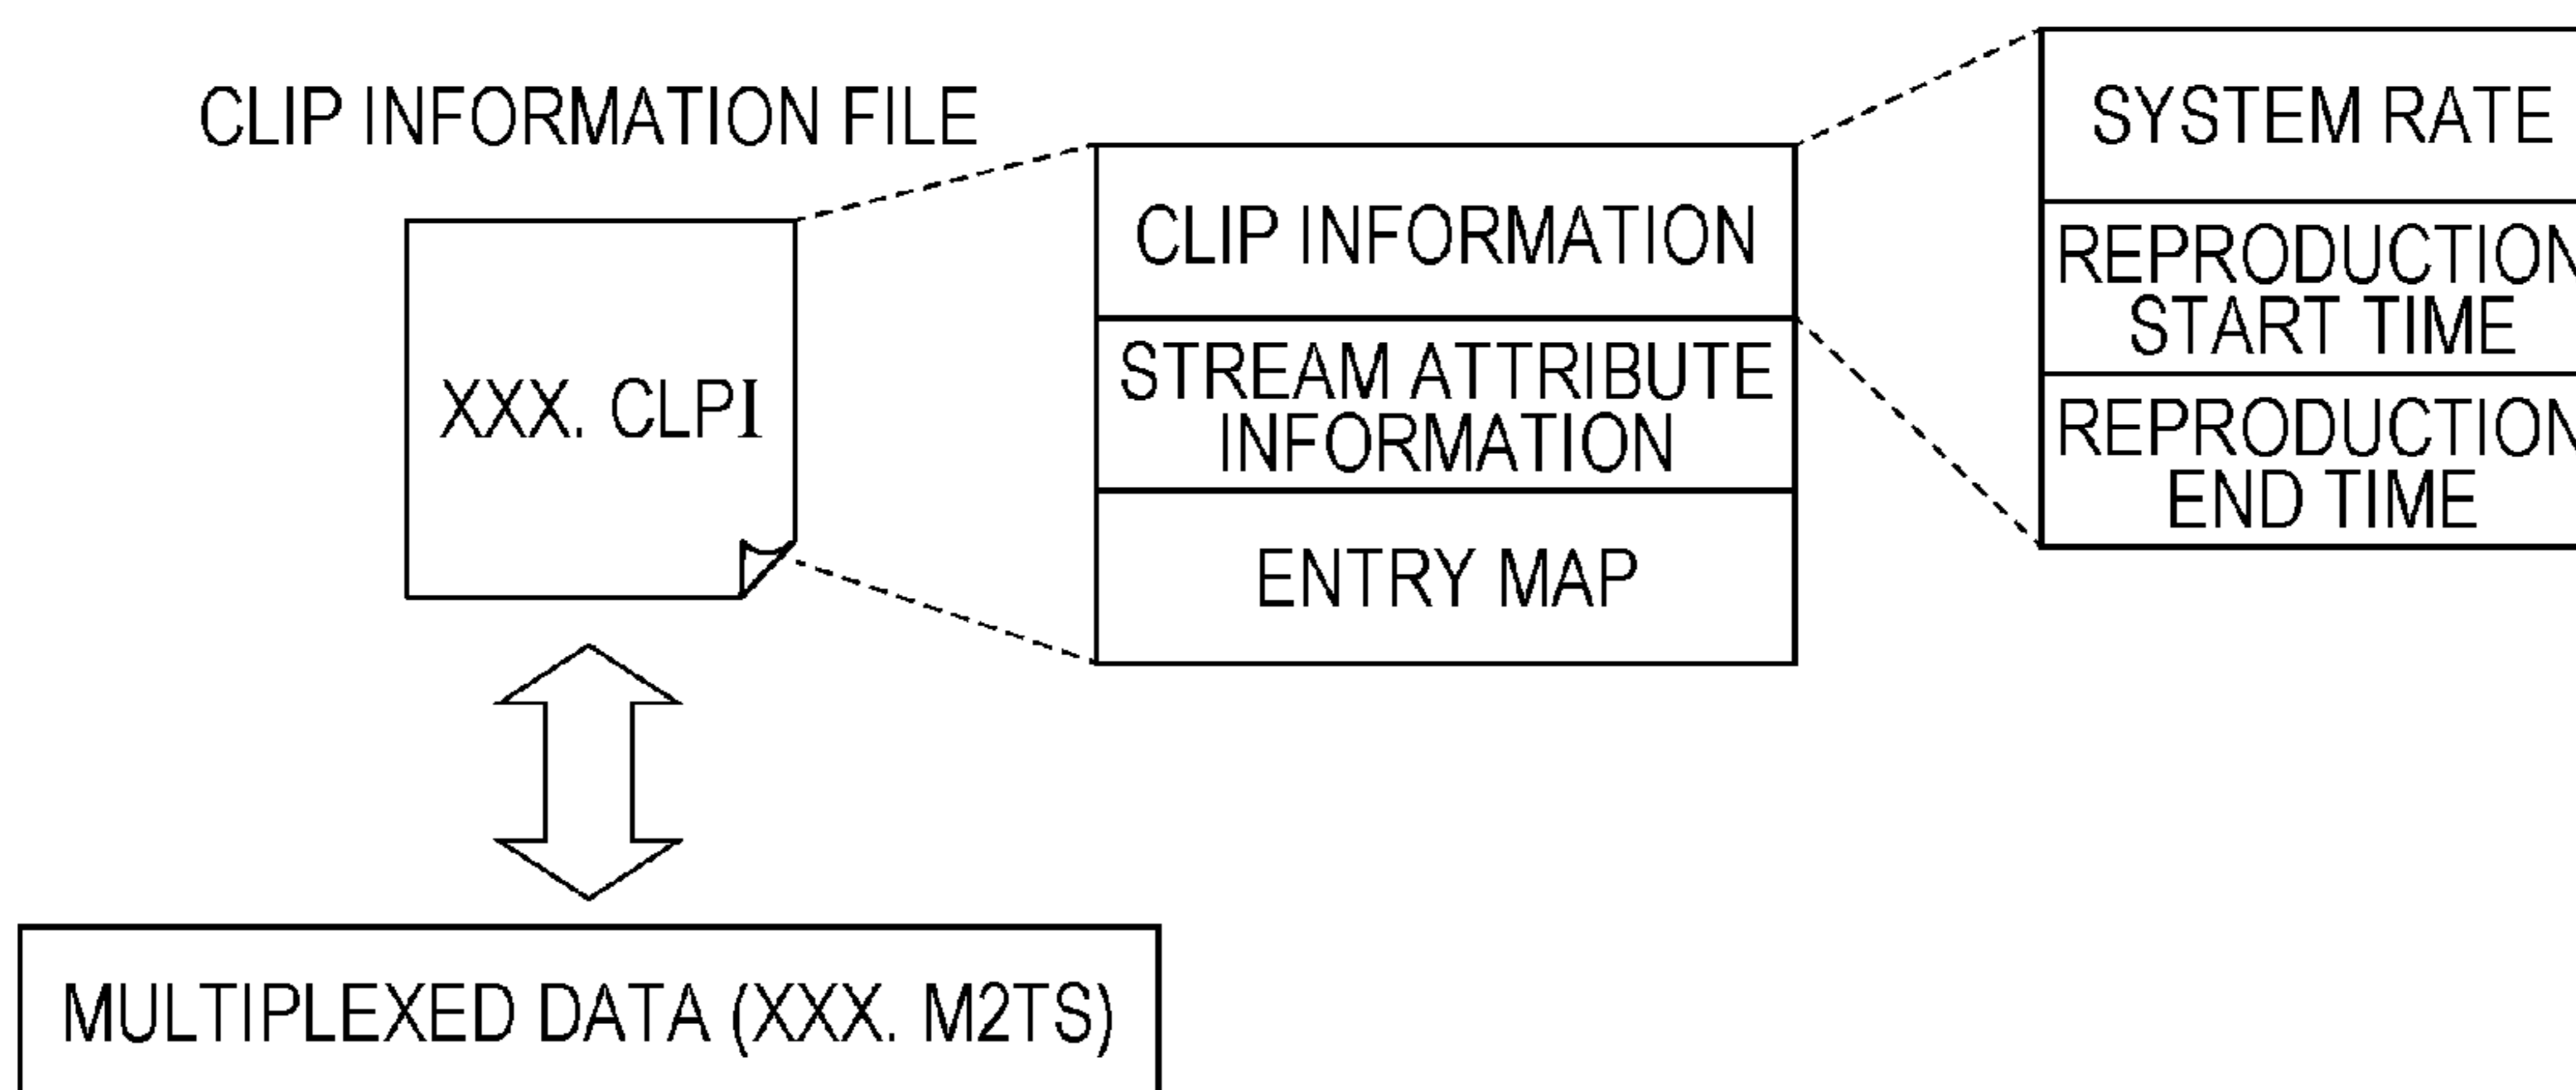 CLIP INFORMATION FILE
XXX. CLPI
CLIP INFORMATION
STREAM ATTRIBUTE
INFORMATION
ENTRY MAP
SYSTEM RATE
REPRODUCTION
START TIME
REPRODUCTION
END TIME
MULTIPLEXED DATA (XXX. M2TS)